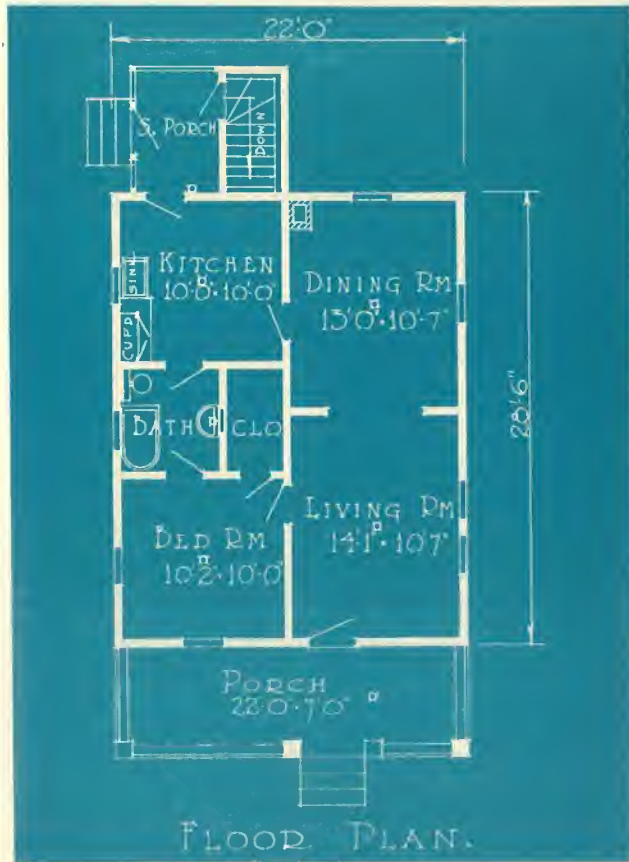 22'·0"
S. PORCH
DOWN
KITCHEN
10'·0"·10'·0"
SINK
CUP'D
DINING RM
13'·0"·10'·7"
28'·6"
BATH
CLO
LIVING RM
14'·1"·10'7"
BED RM
10'·2"·10'·0"
PORCH
22'·0"·7'·0"
FLOOR PLAN.